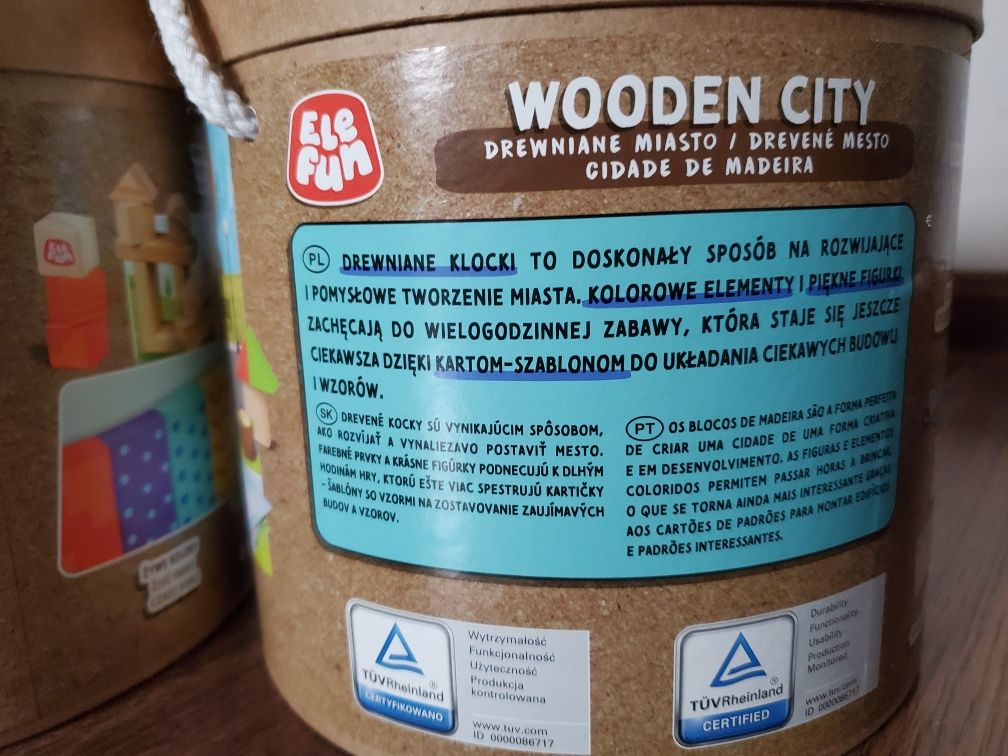 ELE FUN
WOODEN CITY
DREWNIANE MIASTO / DREVENÉ MESTO
CIDADE DE MADEIRA
PL DREWNIANE KLOCKI TO DOSKONAŁY SPOSÓB NA ROZWIJAJĄCE
I POMYSŁOWE TWORZENIE MIASTA. KOLOROWE ELEMENTY I PIĘKNE FIGURKI
ZACHĘCAJĄ DO WIELOGODZINNEJ ZABAWY, KTÓRA STAJE SIĘ JESZCZE
CIEKAWSZA DZIĘKI KARTOM-SZABLONOM DO UKŁADANIA CIEKAWYCH BUDOWLI
I WZORÓW.
SK DREVENÉ KOCKY SÚ VYNIKAJÚCIM SPÔSOBOM,
AKO ROZVÍJAŤ A VYNALIEZAVO POSTAVIŤ MESTO.
FAREBNÉ PRVKY A KRÁSNE FIGÚRKY PODNECUJÚ K DLHÝM
HODINÁM HRY, KTORÚ EŠTE VIAC SPESTRUJÚ KARTIČKY
- ŠABLÓNY SO VZORMI NA ZOSTAVOVANIE ZAUJÍMAVÝCH
BUDOV A VZOROV.
PT OS BLOCOS DE MADEIRA SÃO A FORMA PERFEITA
DE CRIAR UMA CIDADE DE UMA FORMA CRIATIVA
E EM DESENVOLVIMENTO. AS FIGURAS E ELEMENTOS
COLORIDOS PERMITEM PASSAR HORAS A BRINCAR,
O QUE SE TORNA AINDA MAIS INTERESSANTE GRAÇAS
AOS CARTÕES DE PADRÕES PARA MONTAR EDIFÍCIOS
E PADRÕES INTERESSANTES.
TÜVRheinland ®
CERTYFIKOWANO
Wytrzymałość
Funkcjonalność
Użyteczność
Produkcja
kontrolowana
www.tuv.com
ID 0000086717
TÜVRheinland ®
CERTIFIED
Durability
Functionality
Usability
Production
Monitored
www.tuv.com
ID 0000086717
ELE FUN